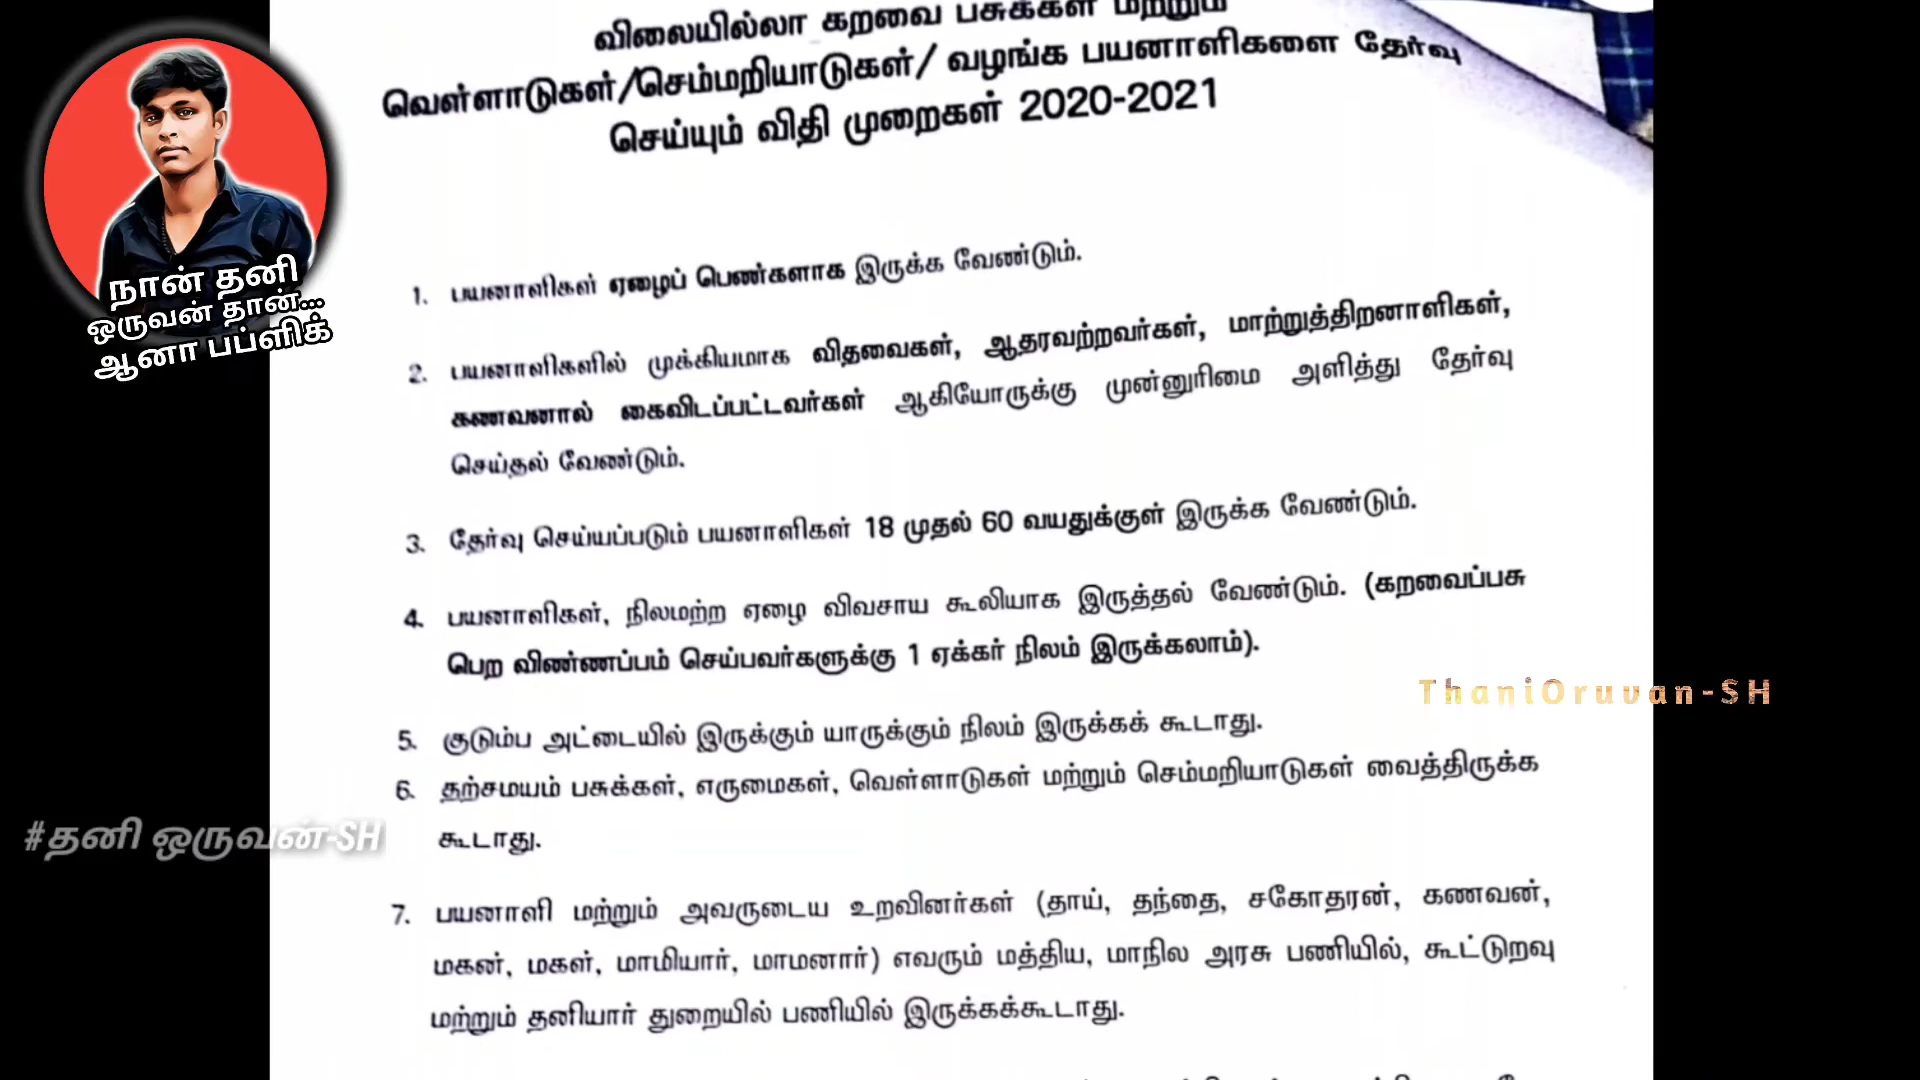 விலையில்லா கறவை பசுக்கள் மற்றும்
வெள்ளாடுகள்/செம்மறியாடுகள்/ வழங்க பயனாளிகளை தேர்வு
செய்யும் விதி முறைகள் 2020-2021
நான் தனி
ஒருவன் தான்...
ஆனா பப்ளிக்
1. பயனாளிகள் ஏழைப் பெண்களாக இருக்க வேண்டும்.
2. பயனாளிகளில் முக்கியமாக விதவைகள், ஆதரவற்றவர்கள், மாற்றுத்திறனாளிகள்,
கணவனால் கைவிடப்பட்டவர்கள் ஆகியோருக்கு முன்னுரிமை அளித்து தேர்வு
செய்தல் வேண்டும்.
3. தேர்வு செய்யப்படும் பயனாளிகள் 18 முதல் 60 வயதுக்குள் இருக்க வேண்டும்.
4. பயனாளிகள், நிலமற்ற ஏழை விவசாய கூலியாக இருத்தல் வேண்டும். (கறவைப்பசு
பெற விண்ணப்பம் செய்பவர்களுக்கு 1 ஏக்கர் நிலம் இருக்கலாம்).
ThaniOruvan-SH
5. குடும்ப அட்டையில் இருக்கும் யாருக்கும் நிலம் இருக்கக் கூடாது.
6. தற்சமயம் பசுக்கள், எருமைகள், வெள்ளாடுகள் மற்றும் செம்மறியாடுகள் வைத்திருக்க
கூடாது.
#தனி ஒருவன்-SH
7. பயனாளி மற்றும் அவருடைய உறவினர்கள் (தாய், தந்தை, சகோதரன், கணவன்,
மகன், மகள், மாமியார், மாமனார்) எவரும் மத்திய, மாநில அரசு பணியில், கூட்டுறவு
மற்றும் தனியார் துறையில் பணியில் இருக்கக்கூடாது.